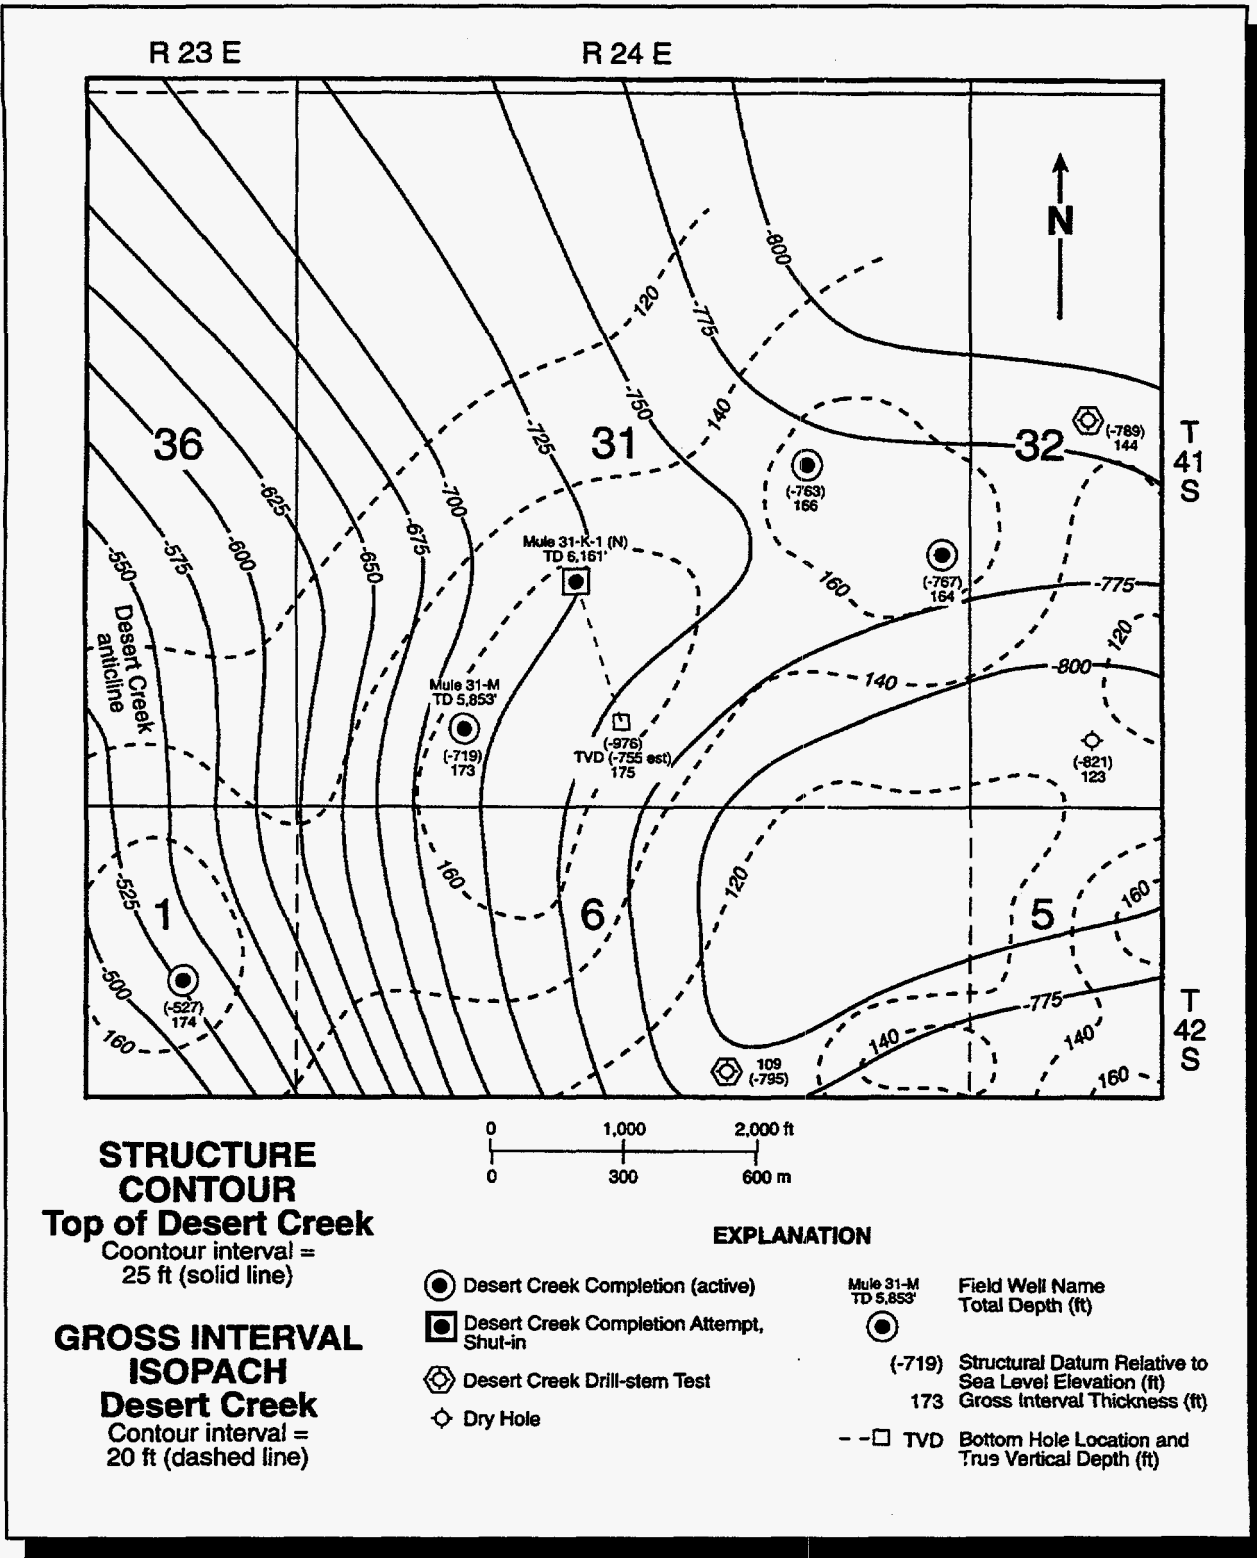 R 23 E
R 24 E
N
-800
120
-775
-750
140
-725
36
31
32
(-789)
144
T
41
S
(-763)
166
-625
-700
-675
-600
-650
-575
-550
Mule 31-K-1 (N)
TD 6,161'
160
(-767)
164
-775
120
Desert Creek
anticline
-800
140
Mule 31-M
TD 5,853'
(-719)
173
(-976)
TVD (-755 est)
175
(-821)
123
160
120
160
-525
1
6
5
-500
(-527)
174
160
-775
140
140
160
T
42
S
109
(-795)
0 1,000 2,000 ft
0 300 600 m
STRUCTURE
CONTOUR
Top of Desert Creek
Coontour interval =
25 ft (solid line)
GROSS INTERVAL
ISOPACH
Desert Creek
Contour interval =
20 ft (dashed line)
EXPLANATION
Desert Creek Completion (active)
Desert Creek Completion Attempt,
Shut-in
Desert Creek Drill-stem Test
Dry Hole
Mule 31-M
TD 5,853'
Field Well Name
Total Depth (ft)
(-719) Structural Datum Relative to
Sea Level Elevation (ft)
173 Gross Interval Thickness (ft)
TVD Bottom Hole Location and
True Vertical Depth (ft)